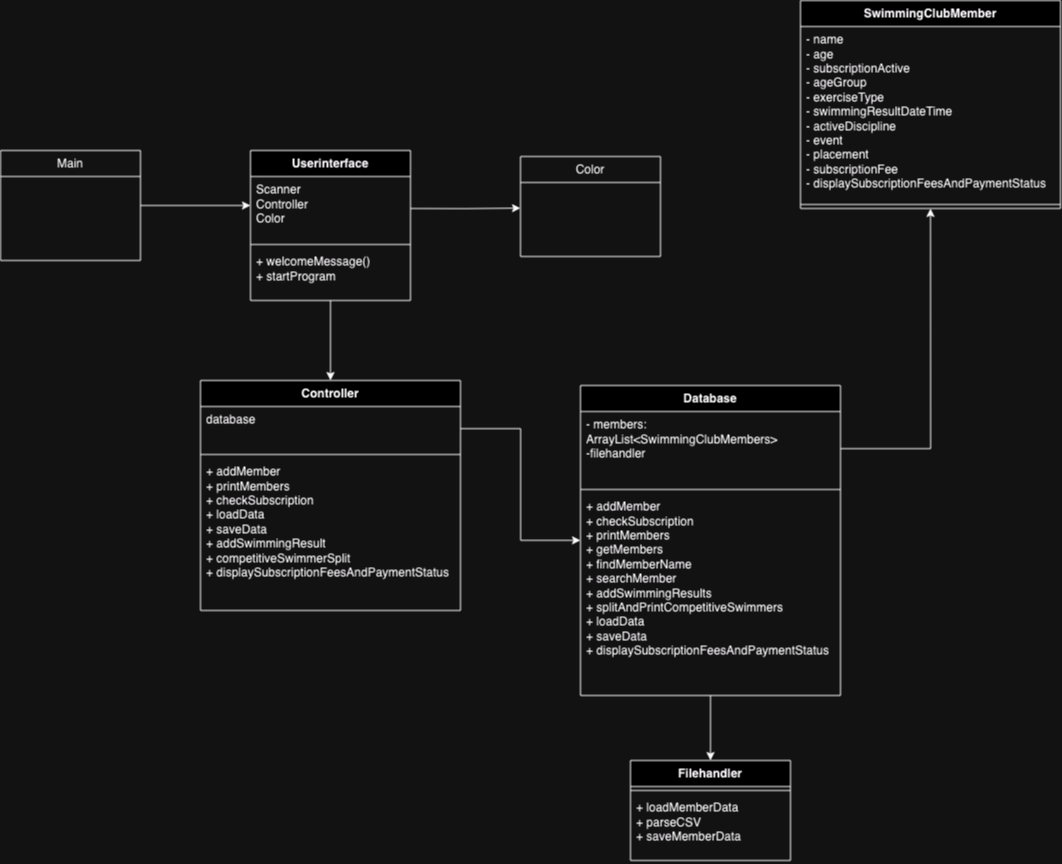 SwimmingClubMember
- name
- age
- subscriptionActive
- ageGroup
- exerciseType
- swimmingResultDateTime
- activeDiscipline
- event
- placement
- subscriptionFee
- displaySubscriptionFeesAndPaymentStatus
Main
Userinterface
Scanner
Controller
Color
+ welcomeMessage()
+ startProgram
Color
Controller
database
+ addMember
+ printMembers
+ checkSubscription
+ loadData
+ saveData
+ addSwimmingResult
+ competitiveSwimmerSplit
+ displaySubscriptionFeesAndPaymentStatus
Database
- members:
ArrayList<SwimmingClubMembers>
-filehandler
+ addMember
+ checkSubscription
+ printMembers
+ getMembers
+ findMemberName
+ searchMember
+ addSwimmingResults
+ splitAndPrintCompetitiveSwimmers
+ loadData
+ saveData
+ displaySubscriptionFeesAndPaymentStatus
Filehandler
+ loadMemberData
+ parseCSV
+ saveMemberData